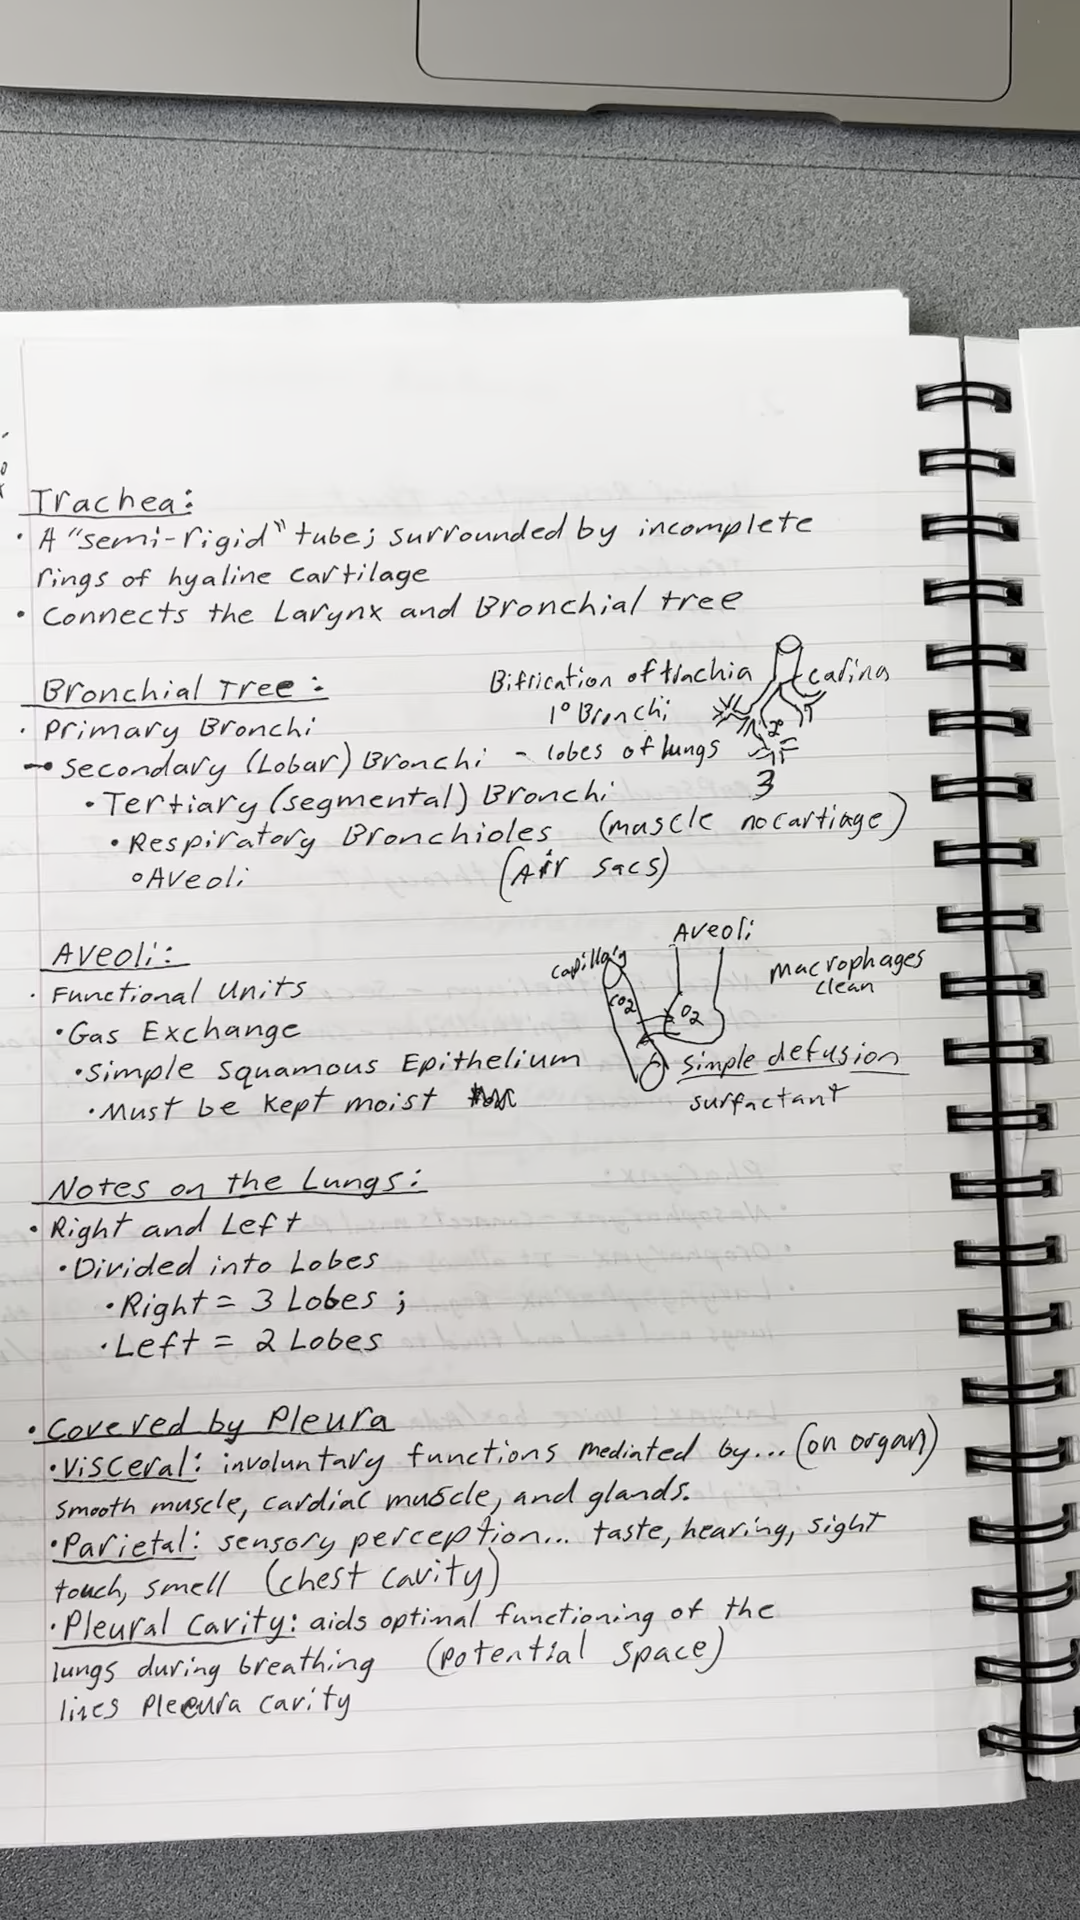 Trachea:
• A "semi-rigid" tube; surrounded by incomplete
rings of hyaline cartilage
• Connects the Larynx and Bronchial tree
Bronchial Tree:
Bifrication of trachia
carina
• Primary Bronchi
1° Bronchi
2°
Secondary (Lobar) Bronchi - lobes of lungs
3
• Tertiary (segmental) Bronchi
• Respiratory Bronchioles (muscle no cartiage)
Aveoli (Air sacs)
Aveoli:
• Functional Units
• Gas Exchange
• Simple Squamous Epithelium
• Must be kept moist
Aveoli
capillary
CO2
O2
macrophages
clean
simple defusion
surfactant
Notes on the Lungs:
• Right and Left
• Divided into Lobes
• Right = 3 Lobes;
• Left = 2 Lobes
• Covered by Pleura
• Visceral: involuntary functions mediated by... (on organ)
smooth muscle, cardiac muscle, and glands.
• Parietal: sensory perception... taste, hearing, sight
touch, smell (chest cavity)
• Pleural Cavity: aids optimal functioning of the
lungs during breathing (potential space)
lines Pleeura cavity